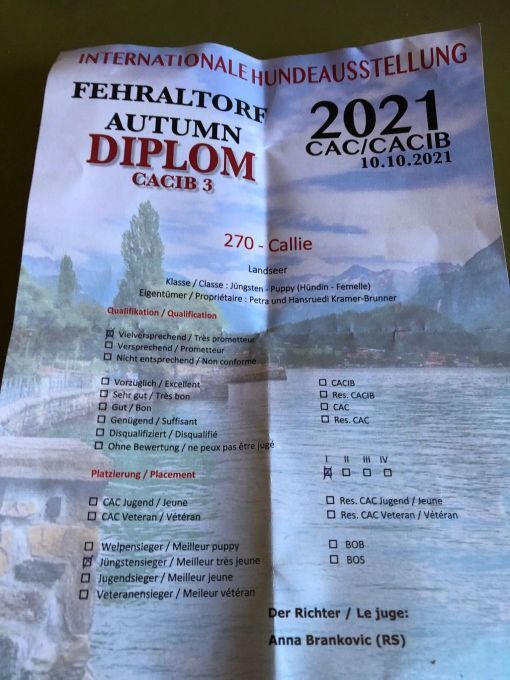 INTERNATIONALE HUNDEAUSSTELLUNG
FEHRALTORF
AUTUMN
DIPLOM
CACIB 3
2021
CAC/CACIB
10.10.2021
270 - Callie
Landseer
Klasse / Classe : Jüngsten - Puppy (Hündin - Femelle)
Eigentümer / Propriétaire : Petra und Hansruedi Kramer-Brunner
Qualifikation / Qualification
☒ Vielversprechend / Très prometteur
☐ Versprechend / Prometteur
☐ Nicht entsprechend / Non conforme
☐ Vorzüglich / Excellent
☐ Sehr gut / Très bon
☐ Gut / Bon
☐ Genügend / Suffisant
☐ Disqualifiziert / Disqualifié
☐ Ohne Bewertung / ne peux pas être jugé
☐ CACIB
☐ Res. CACIB
☐ CAC
☐ Res. CAC
I II III IV
☒ ☐ ☐ ☐
Platzierung / Placement
☐ CAC Jugend / Jeune
☐ CAC Veteran / Vétéran
☐ Res. CAC Jugend / Jeune
☐ Res. CAC Veteran / Vétéran
☐ Welpensieger / Meilleur puppy
☒ Jüngstensieger / Meilleur très jeune
☐ Jugendsieger / Meilleur jeune
☐ Veteranensieger / Meileur vétéran
☐ BOB
☐ BOS
Der Richter / Le juge:
Anna Brankovic (RS)